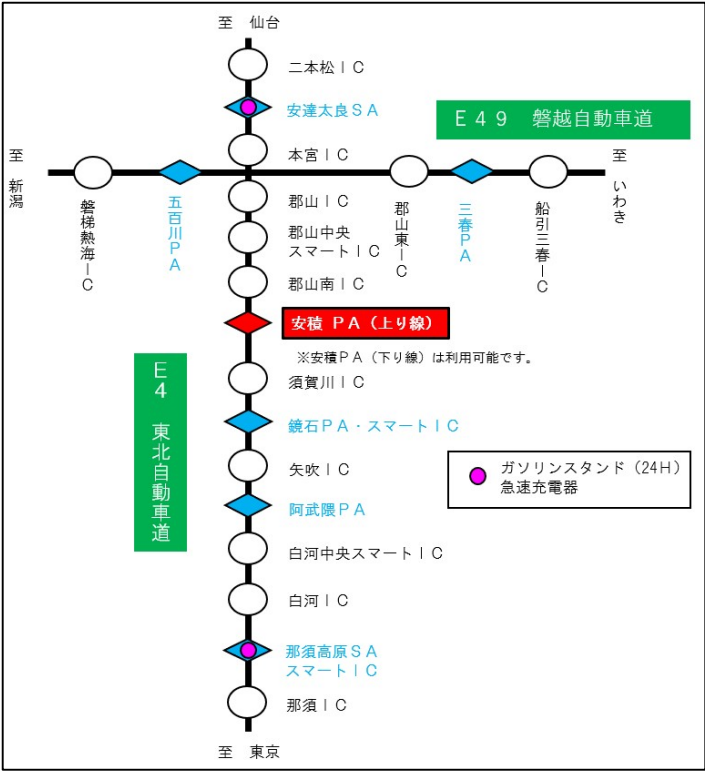 至　仙台
二本松ＩＣ
安達太良ＳＡ
Ｅ４９　磐越自動車道
本宮ＩＣ
至　新潟
至　いわき
磐梯熱海ＩＣ
五百川ＰＡ
郡山ＩＣ
郡山東ＩＣ
三春ＰＡ
船引三春ＩＣ
郡山中央
スマートＩＣ
郡山南ＩＣ
安積 ＰＡ（上り線）
※安積ＰＡ（下り線）は利用可能です。
Ｅ４　東北自動車道
須賀川ＩＣ
鏡石ＰＡ・スマートＩＣ
矢吹ＩＣ
ガソリンスタンド（24Ｈ）
急速充電器
阿武隈ＰＡ
白河中央スマートＩＣ
白河ＩＣ
那須高原ＳＡ
スマートＩＣ
那須ＩＣ
至　東京